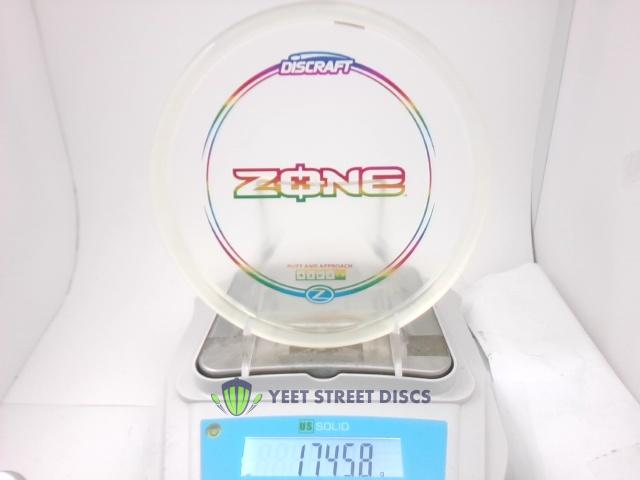 DISCRAFT
ZONE
PUTT AND APPROACH
Z
YEET STREET DISCS
US SOLID
174.58 g